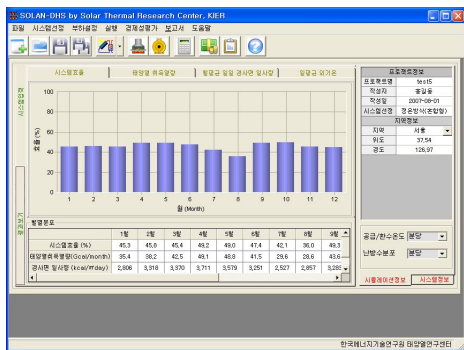 SOLAN-DHS by Solar Thermal Research Center, KIER
파일 시스템선정 부하설정 실행 경제성평가 보고서 도움말
시스템효율 태양열 취득열량 월평균 일일 경사면 일사량 월평균 외기온
효율 (%)
100
80
60
40
20
0
1 2 3 4 5 6 7 8 9 10 11 12
월 (Month)
월별분포
1월 2월 3월 4월 5월 6월 7월 8월 9월
시스템효율 (%) 45,3 45,8 45,4 49,2 49,0 47,4 42,1 36,0 49,3
태양열취득열량(Gcal/month) 35,4 38,2 42,5 49,1 48,8 41,5 29,6 28,6 43,6
경사면 일사량 (kcal/㎡day) 2,806 3,318 3,370 3,711 3,579 3,251 2,527 2,857 3,283
프로젝트정보
프로젝트명 test5
작성자 홍길동
작성일 2007-08-01
시스템선정 정온방식(혼합형)
지역정보
지역 서울
위도 37,54
경도 126,97
공급/환수온도 분당
난방수분포 분당
시뮬레이션정보 시스템정보
한국에너지기술연구원 태양열연구센터